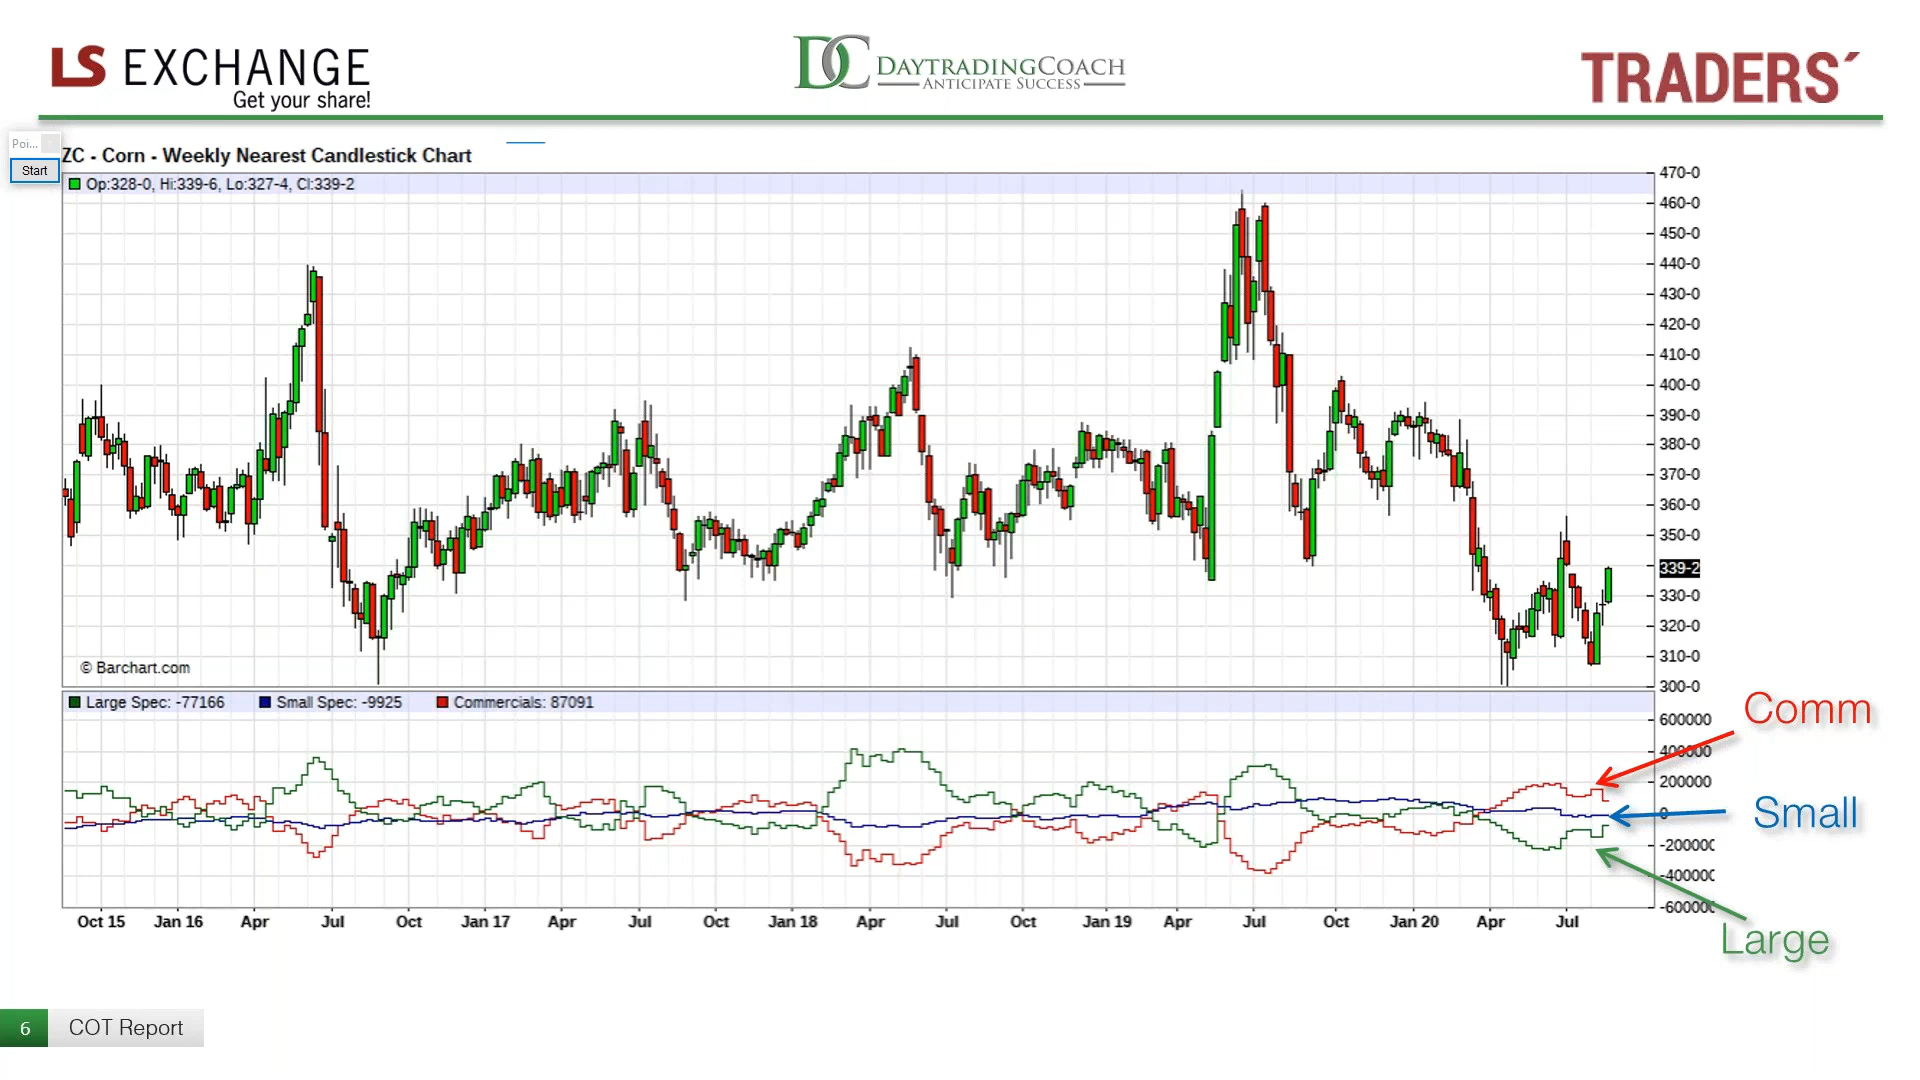 LS EXCHANGE
Get your share!
DC DAYTRADINGCOACH
ANTICIPATE SUCCESS
TRADERS´
Poi...
Start
ZC - Corn - Weekly Nearest Candlestick Chart
Op:328-0, Hi:339-6, Lo:327-4, Cl:339-2
470-0
460-0
450-0
440-0
430-0
420-0
410-0
400-0
390-0
380-0
370-0
360-0
350-0
339-2
330-0
320-0
310-0
300-0
© Barchart.com
Large Spec: -77166 Small Spec: -9925 Commercials: 87091
600000
400000
200000
0
-200000
-400000
-600000
Comm
Small
Large
Oct 15 Jan 16 Apr Jul Oct Jan 17 Apr Jul Oct Jan 18 Apr Jul Oct Jan 19 Apr Jul Oct Jan 20 Apr Jul
6 COT Report